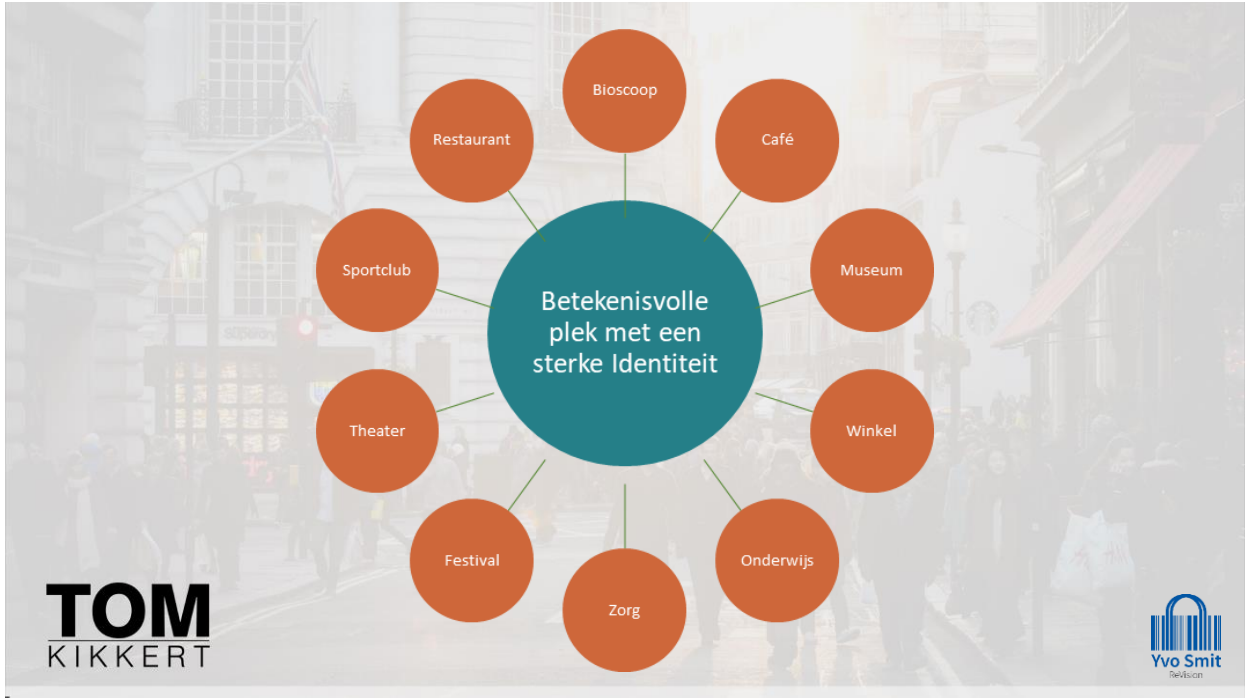 Bioscoop
Restaurant
Café
Sportclub
Museum
Betekenisvolle
plek met een
sterke Identiteit
Theater
Winkel
Festival
Onderwijs
Zorg
TOM
KIKKERT
Yvo Smit
ReVision
superdry